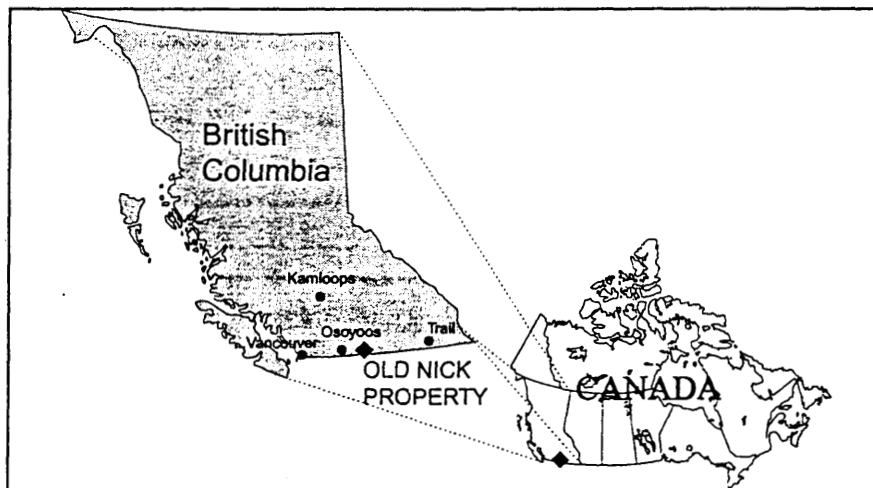 British
Columbia
Kamloops
Osoyoos
Trail
Vancouver
OLD NICK
PROPERTY
CANADA